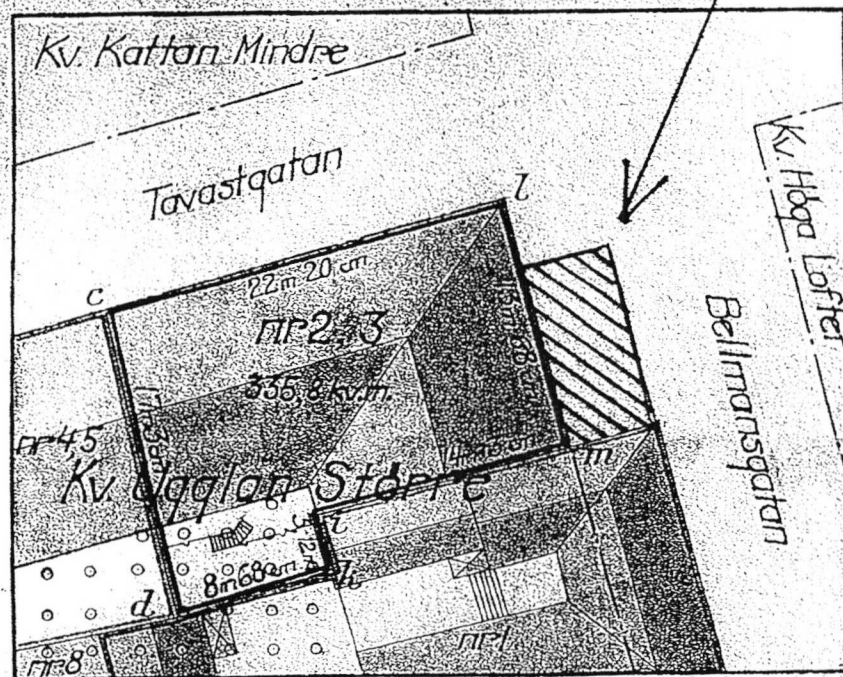 Kv. Kattan Mindre
Tavastgatan
Kv. Höga Loftet
Bellmansgatan
l
c
22 m 20 cm
nr 2, 3
335,8 kv.m.
nr 4,5
Kv. Ugglan Större
m
i
8 m 68 cm
h
d
nr 1
nr 8